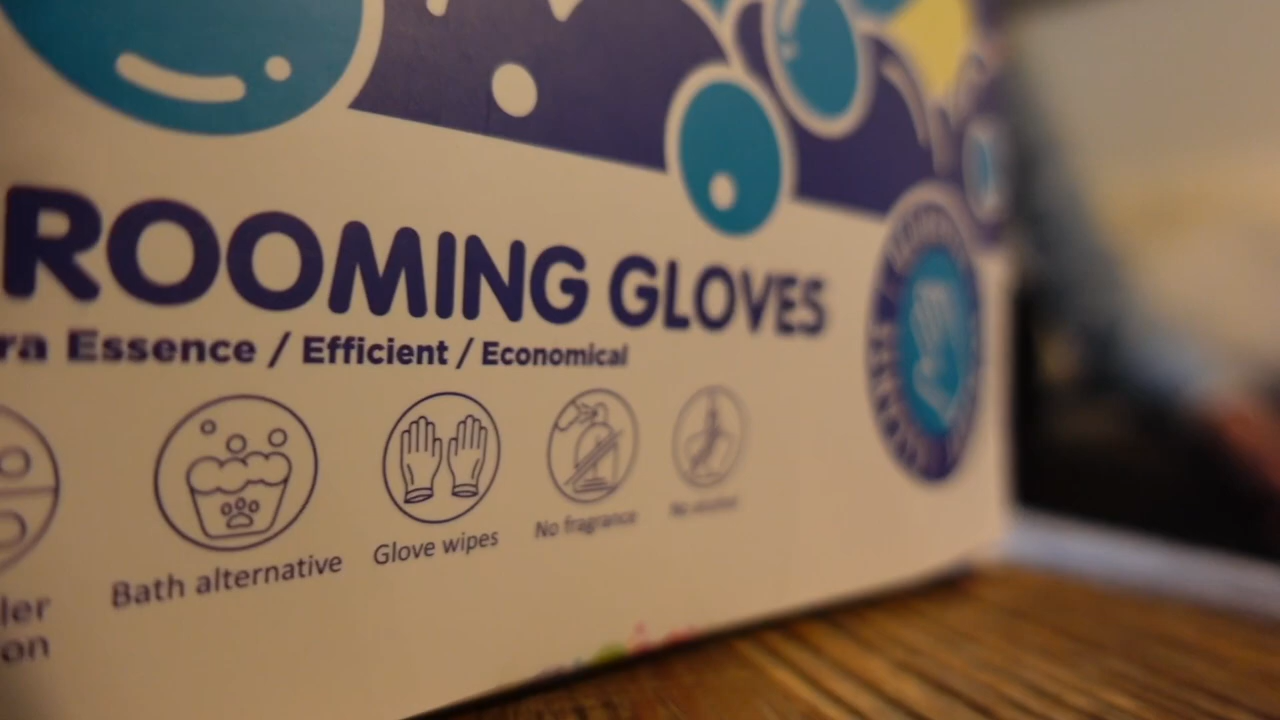 ROOMING GLOVES
ra Essence / Efficient / Economical
Bath alternative
Glove wipes
No fragrance
ler
on